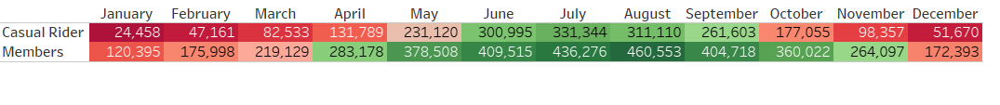 January February March April May June July August September October November December
Casual Rider 24,458 47,161 82,533 131,789 231,120 300,995 331,344 311,110 261,603 177,055 98,357 51,670
Members 120,395 175,998 219,129 283,178 378,508 409,515 436,276 460,553 404,718 360,022 264,097 172,393